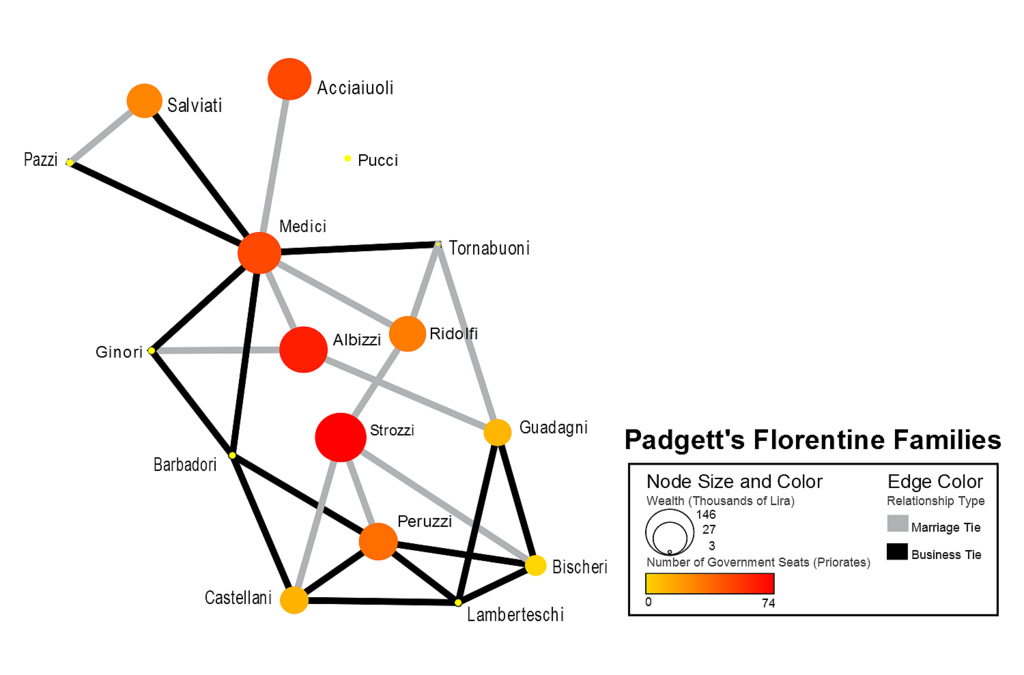 Acciaiuoli
Salviati
Pazzi
Pucci
Medici
Tornabuoni
Albizzi
Ridolfi
Ginori
Strozzi
Guadagni
Barbadori
Peruzzi
Bischeri
Castellani
Lamberteschi
Padgett's Florentine Families
Node Size and Color
Wealth (Thousands of Lira)
146
27
3
Number of Government Seats (Priorates)
0
74
Edge Color
Relationship Type
Marriage Tie
Business Tie